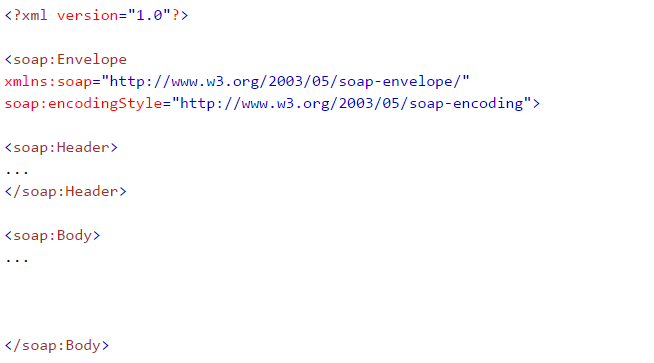 <?xml version="1.0"?>
<soap:Envelope
xmlns:soap="http://www.w3.org/2003/05/soap-envelope/"
soap:encodingStyle="http://www.w3.org/2003/05/soap-encoding">
<soap:Header>
...
</soap:Header>
<soap:Body>
...
</soap:Body>